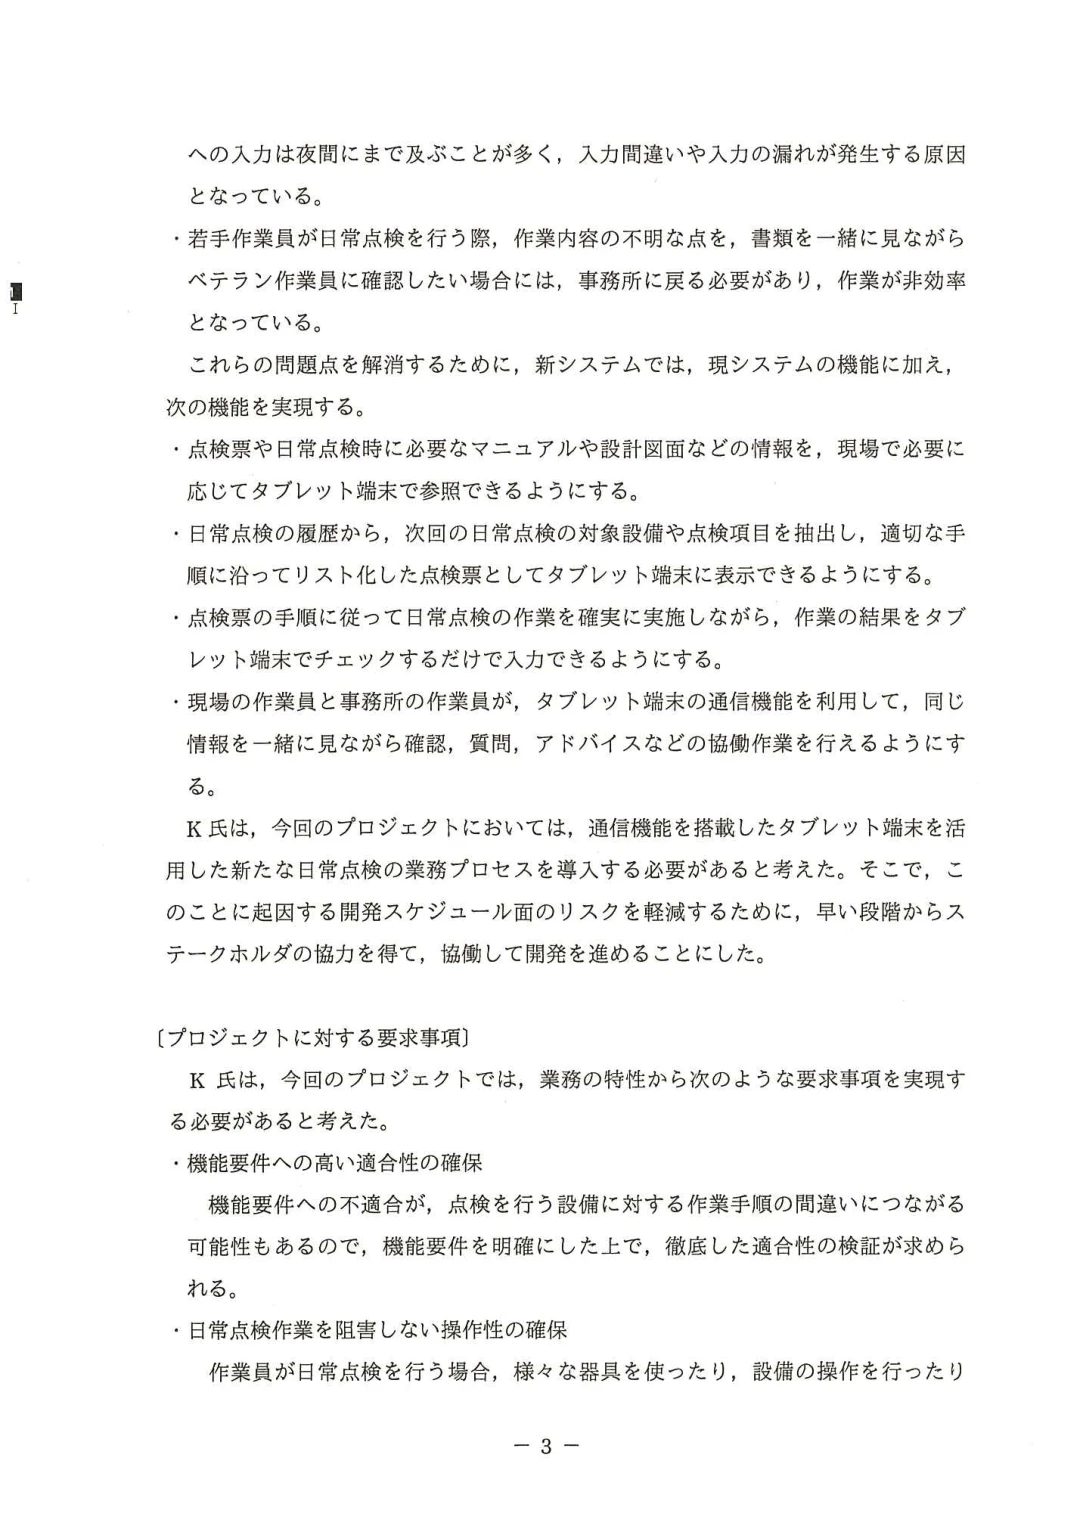 への入力は夜間にまで及ぶことが多く，入力間違いや入力の漏れが発生する原因
となっている。
・若手作業員が日常点検を行う際，作業内容の不明な点を，書類を一緒に見ながら
ベテラン作業員に確認したい場合には，事務所に戻る必要があり，作業が非効率
となっている。
これらの問題点を解消するために，新システムでは，現システムの機能に加え，
次の機能を実現する。
・点検票や日常点検時に必要なマニュアルや設計図面などの情報を，現場で必要に
応じてタブレット端末で参照できるようにする。
・日常点検の履歴から，次回の日常点検の対象設備や点検項目を抽出し，適切な手
順に沿ってリスト化した点検票としてタブレット端末に表示できるようにする。
・点検票の手順に従って日常点検の作業を確実に実施しながら，作業の結果をタブ
レット端末でチェックするだけで入力できるようにする。
・現場の作業員と事務所の作業員が，タブレット端末の通信機能を利用して，同じ
情報を一緒に見ながら確認，質問，アドバイスなどの協働作業を行えるようにす
る。
K 氏は，今回のプロジェクトにおいては，通信機能を搭載したタブレット端末を活
用した新たな日常点検の業務プロセスを導入する必要があると考えた。そこで，こ
のことに起因する開発スケジュール面のリスクを軽減するために，早い段階からス
テークホルダの協力を得て，協働して開発を進めることにした。
〔プロジェクトに対する要求事項〕
K 氏は，今回のプロジェクトでは，業務の特性から次のような要求事項を実現す
る必要があると考えた。
・機能要件への高い適合性の確保
機能要件への不適合が，点検を行う設備に対する作業手順の間違いにつながる
可能性もあるので，機能要件を明確にした上で，徹底した適合性の検証が求めら
れる。
・日常点検作業を阻害しない操作性の確保
作業員が日常点検を行う場合，様々な器具を使ったり，設備の操作を行ったり
－ 3 －